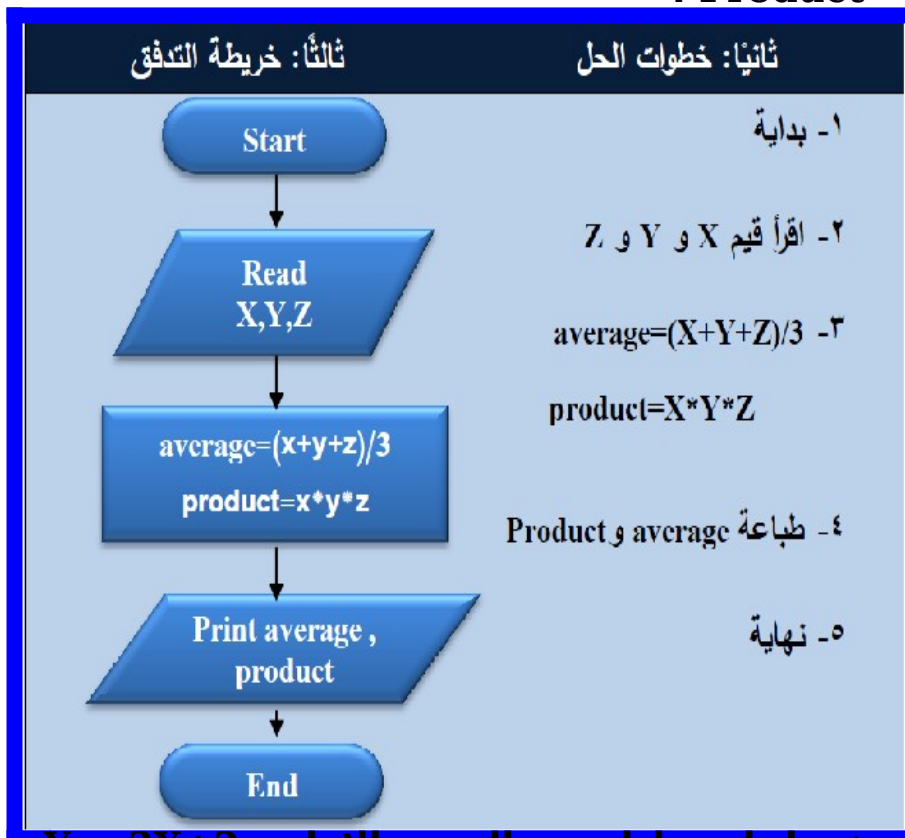 ثانيًا: خطوات الحل
ثالثًا: خريطة التدفق
١- بداية
٢- اقرأ قيم X و Y و Z
٣- average=(X+Y+Z)/3
product=X*Y*Z
٤- طباعة average و Product
٥- نهاية
Start
Read
X,Y,Z
average=(x+y+z)/3
product=x*y*z
Print average ,
product
End